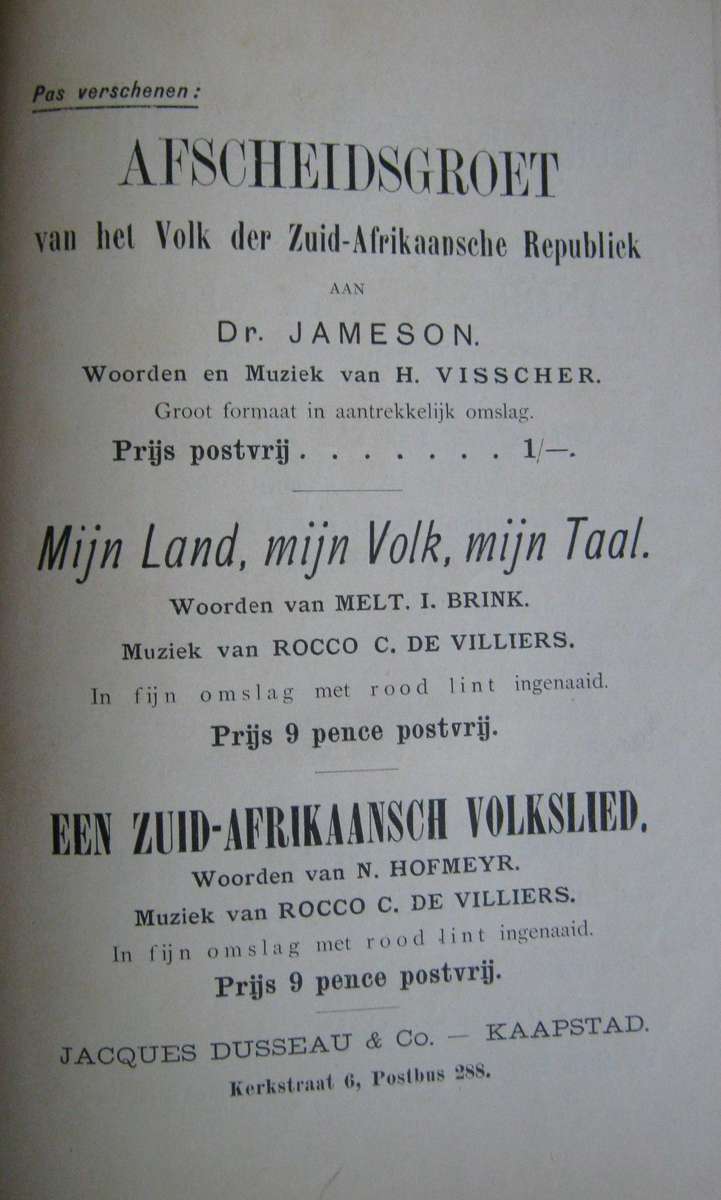 Pas verschenen:
AFSCHEIDSGROET
van het Volk der Zuid-Afrikaansche Republiek
AAN
Dr. JAMESON.
Woorden en Muziek van H. VISSCHER.
Groot formaat in aantrekkelijk omslag.
Prijs postvrij . . . . . . . 1/—.
Mijn Land, mijn Volk, mijn Taal.
Woorden van MELT. I. BRINK.
Muziek van ROCCO C. DE VILLIERS.
In fijn omslag met rood lint ingenaaid.
Prijs 9 pence postvrij.
EEN ZUID-AFRIKAANSCH VOLKSLIED.
Woorden van N. HOFMEYR.
Muziek van ROCCO C. DE VILLIERS.
In fijn omslag met rood lint ingenaaid.
Prijs 9 pence postvrij.
JACQUES DUSSEAU & Co. — KAAPSTAD.
Kerkstraat 6, Postbus 288.